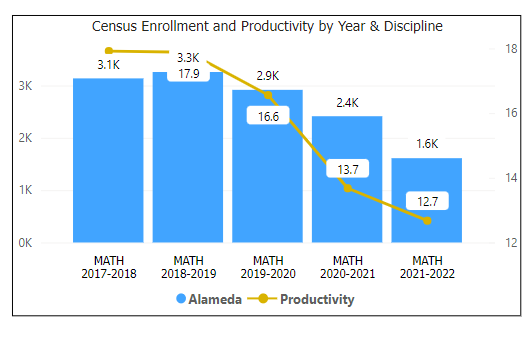 Census Enrollment and Productivity by Year & Discipline
18
3.1K
3.3K
17.9
2.9K
3K
16.6
2.4K
16
2K
13.7
1.6K
14
1K
12.7
0K
12
MATH MATH MATH MATH MATH
2017-2018 2018-2019 2019-2020 2020-2021 2021-2022
Alameda Productivity